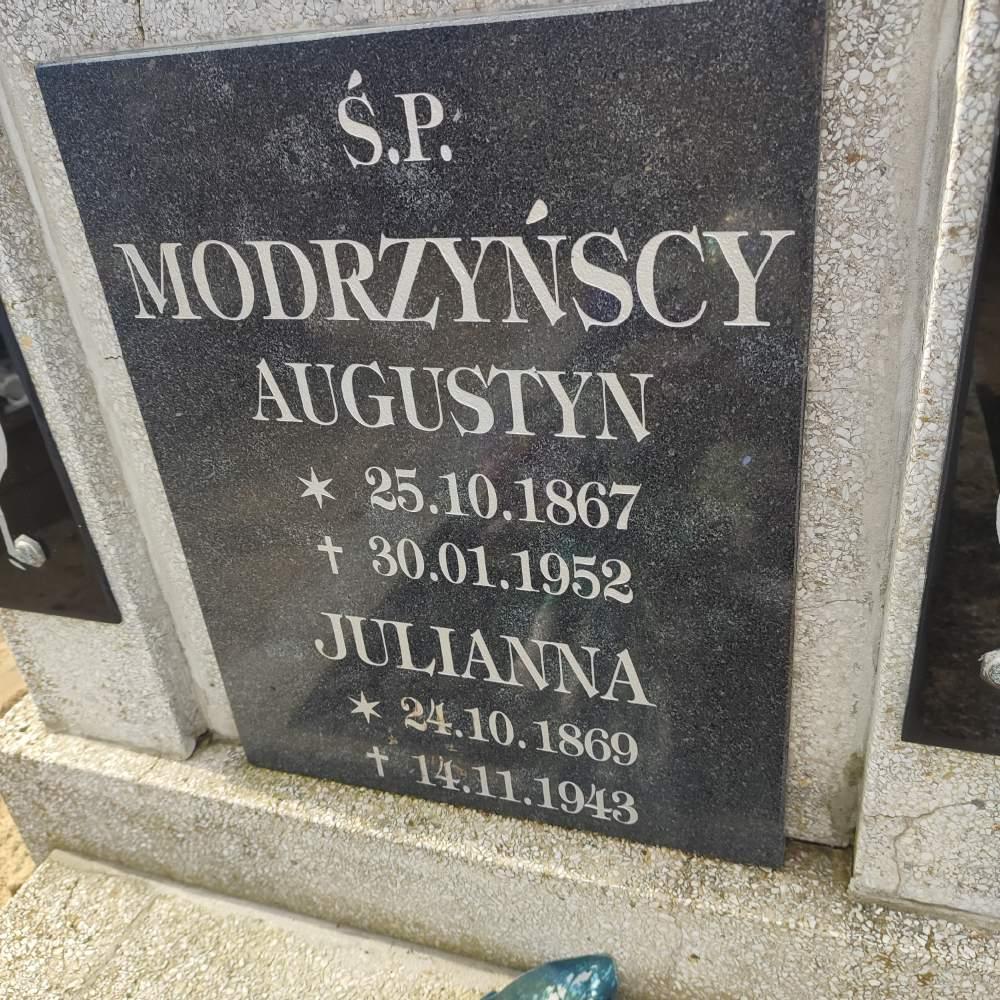 Ś.P.
MODRZYŃSCY
AUGUSTYN
* 25.10.1867
† 30.01.1952
JULIANNA
* 24.10.1869
† 14.11.1943